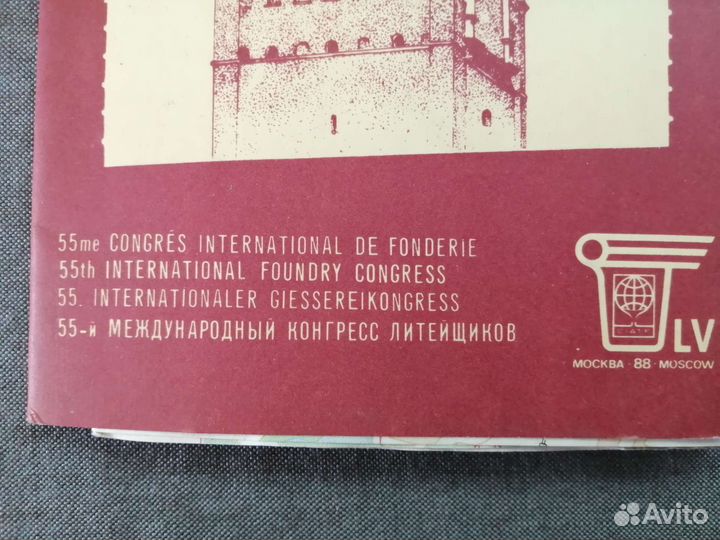 55me CONGRÉS INTERNATIONAL DE FONDERIE
55th INTERNATIONAL FOUNDRY CONGRESS
55. INTERNATIONALER GIESSEREIKONGRESS
55-й МЕЖДУНАРОДНЫЙ КОНГРЕСС ЛИТЕЙЩИКОВ
LV
МОСКВА · 88 · MOSCOW
Avito